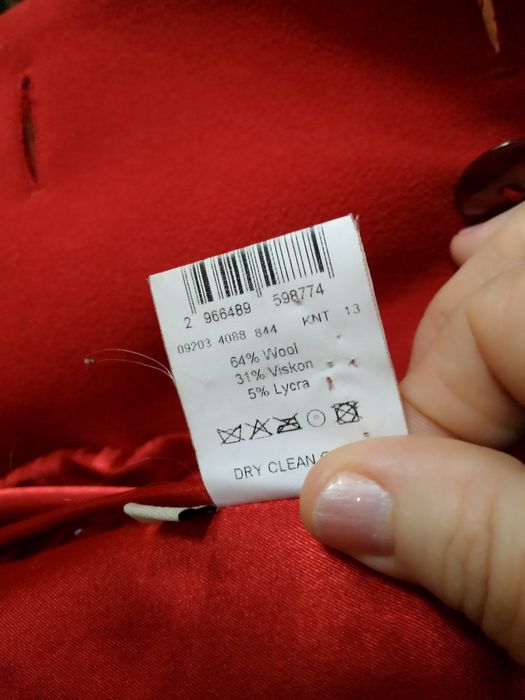 2 966489 598774
09203 4088 844 KNT 13
64% Wool
31% Viskon
5% Lycra
DRY CLEAN